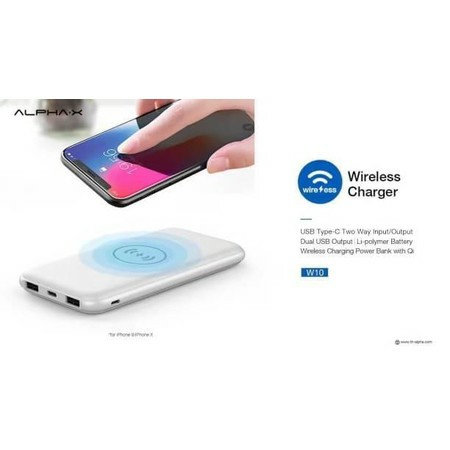 ALPHA·X
wireless
Wireless
Charger
USB Type-C Two Way Input/Output
Dual USB Output | Li-polymer Battery
Wireless Charging Power Bank with Qi
W10
*for iPhone 8/iPhone X